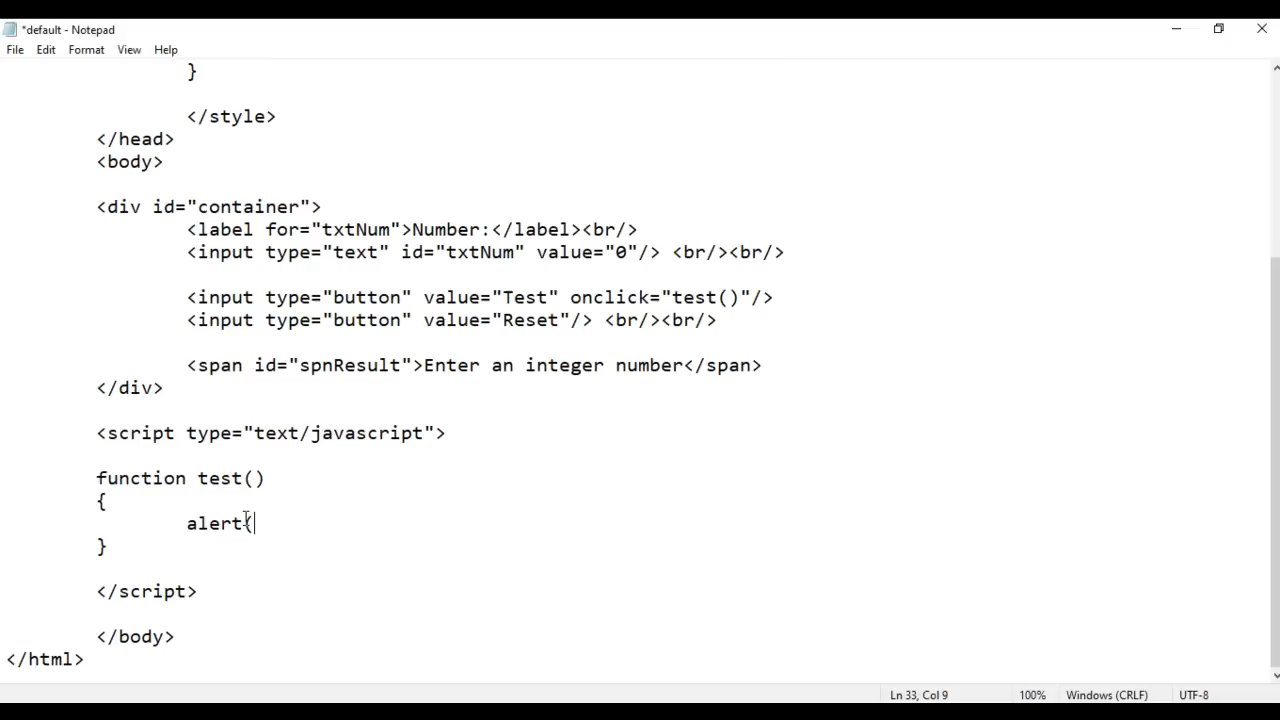 *default - Notepad
File Edit Format View Help
}
</style>
</head>
<body>
<div id="container">
<label for="txtNum">Number:</label><br/>
<input type="text" id="txtNum" value="0"/> <br/><br/>
<input type="button" value="Test" onclick="test()"/>
<input type="button" value="Reset"/> <br/><br/>
<span id="spnResult">Enter an integer number</span>
</div>
<script type="text/javascript">
function test()
{
alert(
}
</script>
</body>
</html>
Ln 33, Col 9 100% Windows (CRLF) UTF-8